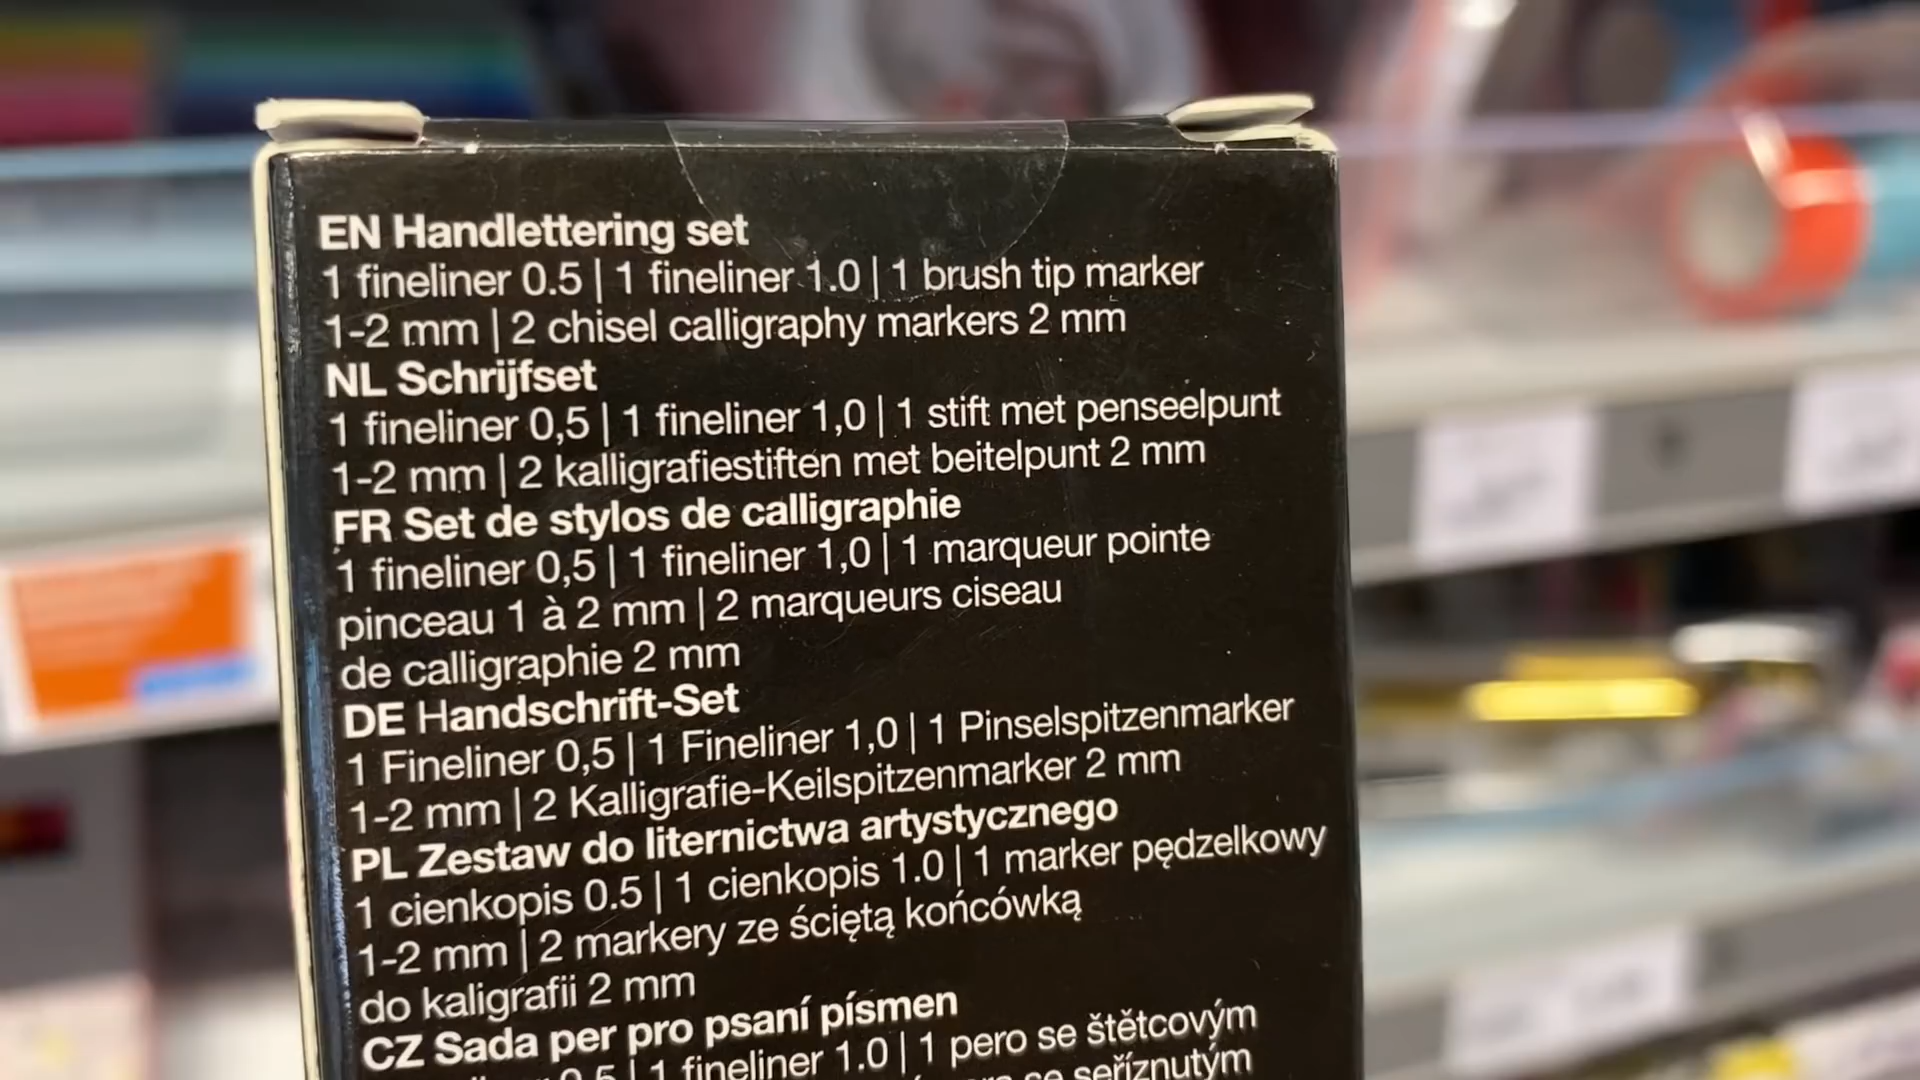 EN Handlettering set
1 fineliner 0.5 | 1 fineliner 1.0 | 1 brush tip marker
1-2 mm | 2 chisel calligraphy markers 2 mm
NL Schrijfset
1 fineliner 0,5 | 1 fineliner 1,0 | 1 stift met penseelpunt
1-2 mm | 2 kalligrafiestiften met beitelpunt 2 mm
FR Set de stylos de calligraphie
1 fineliner 0,5 | 1 fineliner 1,0 | 1 marqueur pointe
pinceau 1 à 2 mm | 2 marqueurs ciseau
de calligraphie 2 mm
DE Handschrift-Set
1 Fineliner 0,5 | 1 Fineliner 1,0 | 1 Pinselspitzenmarker
1-2 mm | 2 Kalligrafie-Keilspitzenmarker 2 mm
PL Zestaw do liternictwa artystycznego
1 cienkopis 0.5 | 1 cienkopis 1.0 | 1 marker pędzelkowy
1-2 mm | 2 markery ze ściętą końcówką
do kaligrafii 2 mm
CZ Sada per pro psaní písmen
0.5 | 1 fineliner 1.0 | 1 pero se štětcovým
se seříznutým